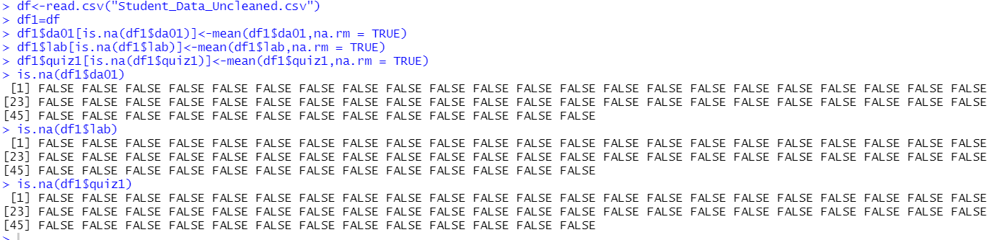 > df<-read.csv("Student_Data_Uncleaned.csv")
> df1=df
> df1$da01[is.na(df1$da01)]<-mean(df1$da01,na.rm = TRUE)
> df1$lab[is.na(df1$lab)]<-mean(df1$lab,na.rm = TRUE)
> df1$quiz1[is.na(df1$quiz1)]<-mean(df1$quiz1,na.rm = TRUE)
> is.na(df1$da01)
 [1] FALSE FALSE FALSE FALSE FALSE FALSE FALSE FALSE FALSE FALSE FALSE FALSE FALSE FALSE FALSE FALSE FALSE FALSE FALSE FALSE FALSE FALSE
[23] FALSE FALSE FALSE FALSE FALSE FALSE FALSE FALSE FALSE FALSE FALSE FALSE FALSE FALSE FALSE FALSE FALSE FALSE FALSE FALSE FALSE FALSE
[45] FALSE FALSE FALSE FALSE FALSE FALSE FALSE FALSE FALSE FALSE FALSE FALSE FALSE
> is.na(df1$lab)
 [1] FALSE FALSE FALSE FALSE FALSE FALSE FALSE FALSE FALSE FALSE FALSE FALSE FALSE FALSE FALSE FALSE FALSE FALSE FALSE FALSE FALSE FALSE
[23] FALSE FALSE FALSE FALSE FALSE FALSE FALSE FALSE FALSE FALSE FALSE FALSE FALSE FALSE FALSE FALSE FALSE FALSE FALSE FALSE FALSE FALSE
[45] FALSE FALSE FALSE FALSE FALSE FALSE FALSE FALSE FALSE FALSE FALSE FALSE FALSE
> is.na(df1$quiz1)
 [1] FALSE FALSE FALSE FALSE FALSE FALSE FALSE FALSE FALSE FALSE FALSE FALSE FALSE FALSE FALSE FALSE FALSE FALSE FALSE FALSE FALSE FALSE
[23] FALSE FALSE FALSE FALSE FALSE FALSE FALSE FALSE FALSE FALSE FALSE FALSE FALSE FALSE FALSE FALSE FALSE FALSE FALSE FALSE FALSE FALSE
[45] FALSE FALSE FALSE FALSE FALSE FALSE FALSE FALSE FALSE FALSE FALSE FALSE FALSE
>